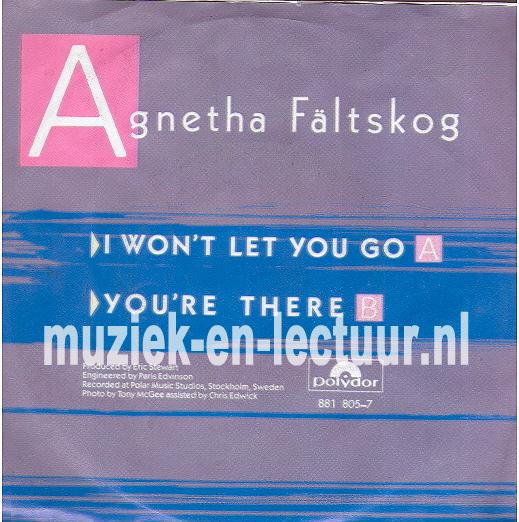 Agnetha Fältskog
I WON'T LET YOU GO A
YOU'RE THERE B
muziek-en-lectuur.nl
Produced by Eric Stewart
Engineered by Paris Edvinson
Recorded at Polar Music Studios, Stockholm, Sweden
Photo by Tony McGee assisted by Chris Edwick
polydor
881 805-7